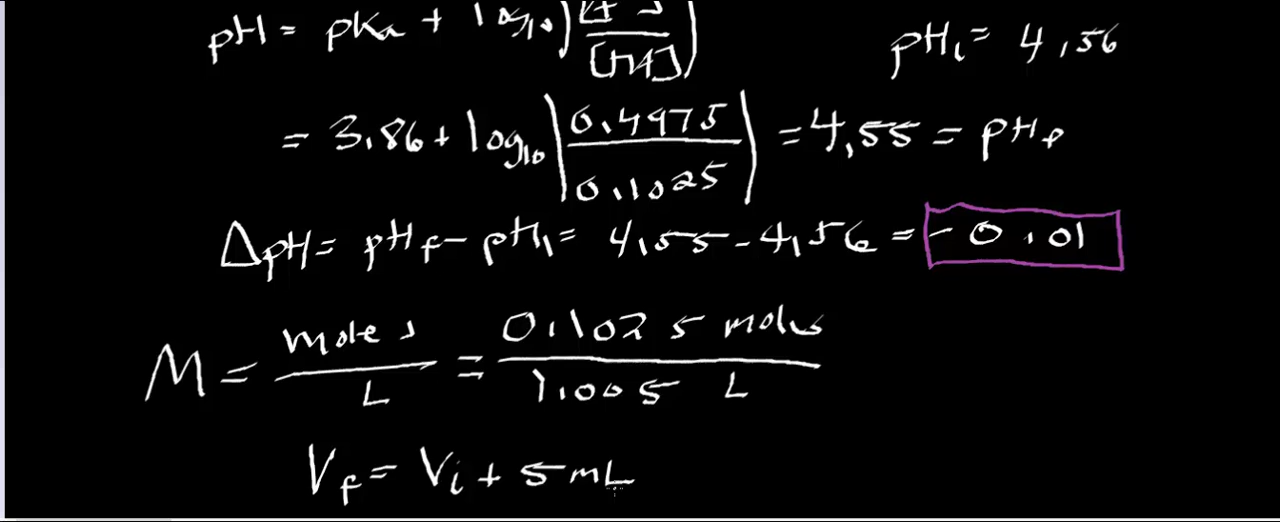 pH = pKa + log₁₀ |[A⁻]/[HA]| pHi = 4.56
= 3.86 + log₁₀ |0.4975/0.1025| = 4.55 = pHf
ΔpH = pHf - pHi = 4.55 - 4.56 = -0.01
M = moles/L = 0.1025 moles/1.005 L
Vf = Vi + 5 mL